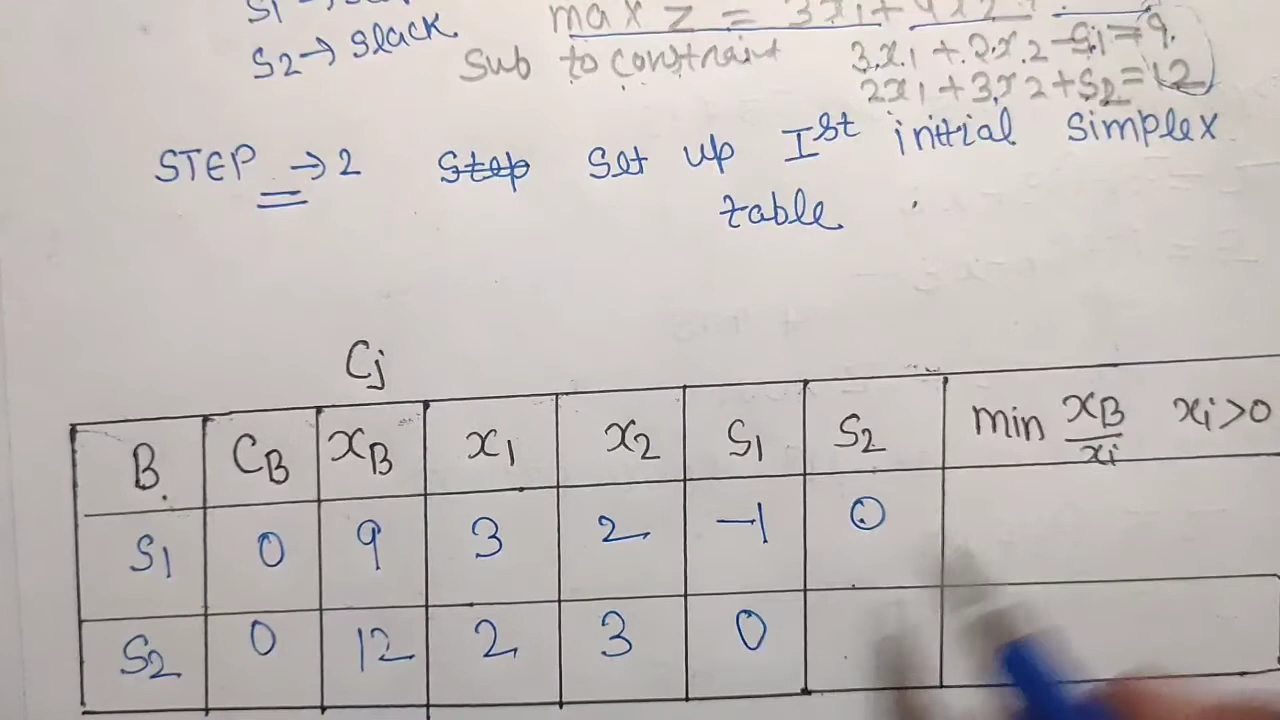 S1 →
S2 → slack
max z = 3x1 +
Sub to constraint 3x1 + 2x2 - S1 = 9
2x1 + 3x2 + S2 = 12
STEP → 2 Step Set up Ist initial simplex
table
Cj
B CB xB x1 x2 S1 S2 min xB/xi xi>0
S1 0 9 3 2 -1 0
S2 0 12 2 3 0